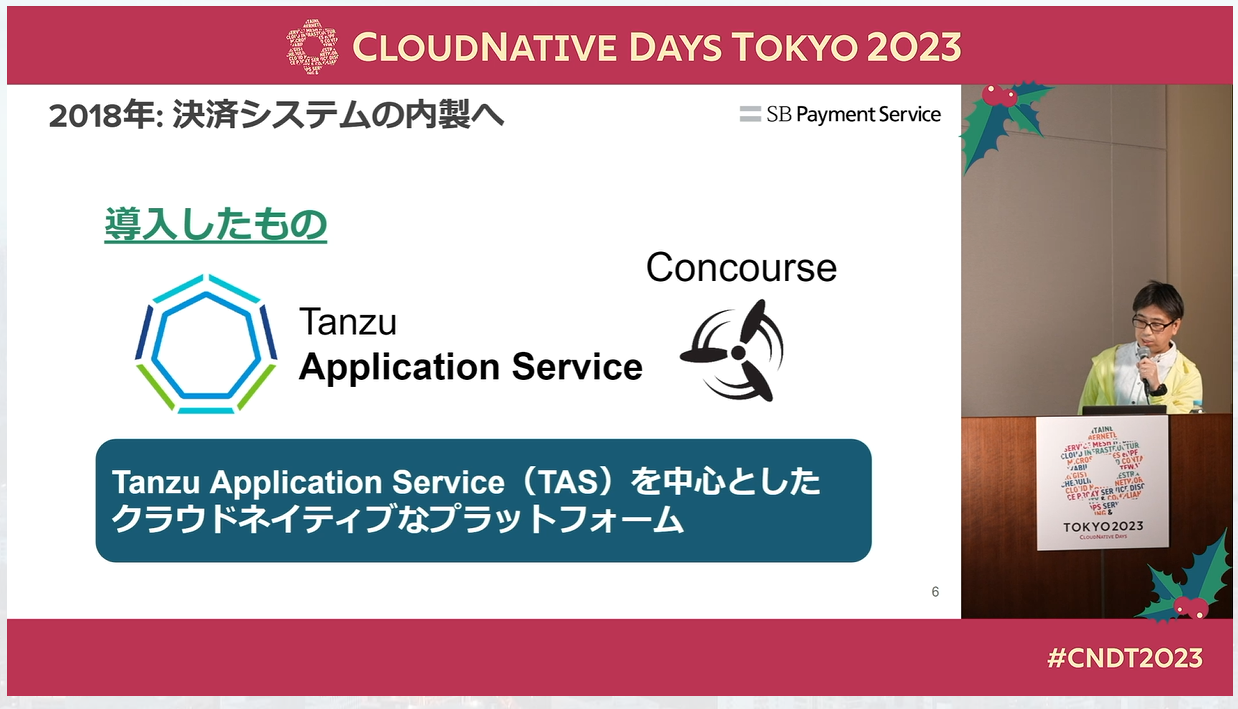 CLOUDNATIVE DAYS TOKYO 2023
2018年: 決済システムの内製へ
SB Payment Service
導入したもの
Tanzu
Application Service
Concourse
Tanzu Application Service（TAS）を中心とした
クラウドネイティブなプラットフォーム
6
TOKYO2023
CLOUDNATIVE DAYS
#CNDT2023